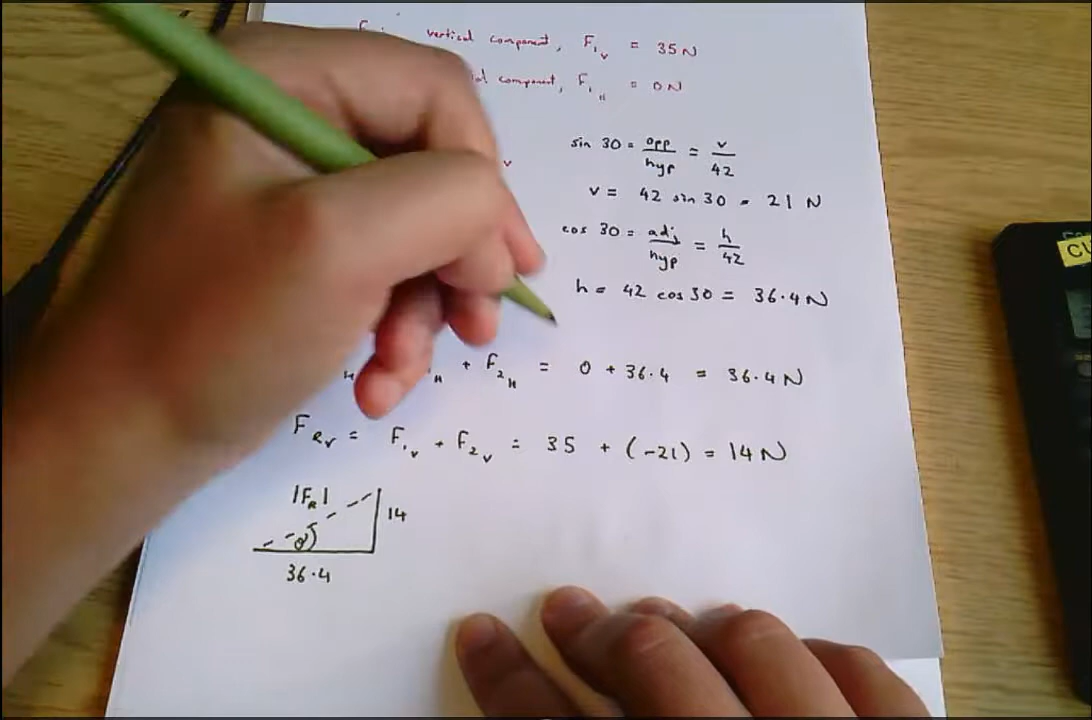 vertical component, F₁ᵥ = 35 N
component, F₁ₕ = 0 N
v
sin 30 = opp/hyp = v/42
v = 42 sin 30 = 21 N
cos 30 = adj/hyp = h/42
h = 42 cos 30 = 36.4 N
+ F₂ₕ = 0 + 36.4 = 36.4 N
F_Rv = F₁ᵥ + F₂ᵥ = 35 + (-21) = 14 N
|F_R|
14
36.4